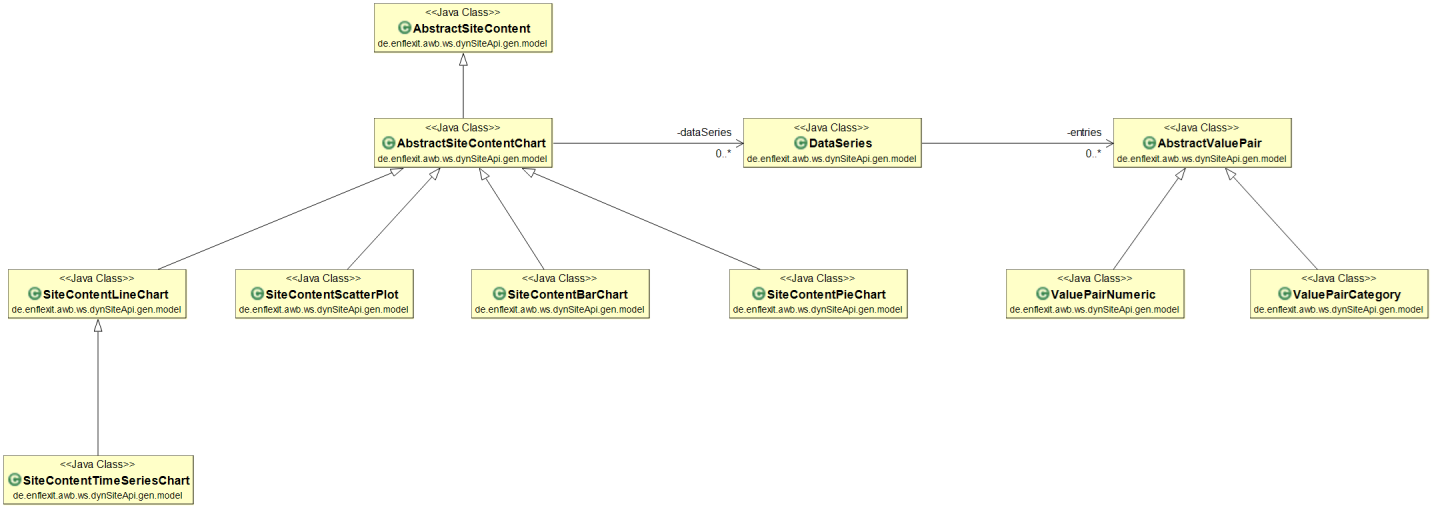 <<Java Class>>
AbstractSiteContent
de.enflexit.awb.ws.dynSiteApi.gen.model
<<Java Class>>
AbstractSiteContentChart
de.enflexit.awb.ws.dynSiteApi.gen.model
-dataSeries
0..*
<<Java Class>>
DataSeries
de.enflexit.awb.ws.dynSiteApi.gen.model
-entries
0..*
<<Java Class>>
AbstractValuePair
de.enflexit.awb.ws.dynSiteApi.gen.model
<<Java Class>>
SiteContentLineChart
de.enflexit.awb.ws.dynSiteApi.gen.model
<<Java Class>>
SiteContentScatterPlot
de.enflexit.awb.ws.dynSiteApi.gen.model
<<Java Class>>
SiteContentBarChart
de.enflexit.awb.ws.dynSiteApi.gen.model
<<Java Class>>
SiteContentPieChart
de.enflexit.awb.ws.dynSiteApi.gen.model
<<Java Class>>
ValuePairNumeric
de.enflexit.awb.ws.dynSiteApi.gen.model
<<Java Class>>
ValuePairCategory
de.enflexit.awb.ws.dynSiteApi.gen.model
<<Java Class>>
SiteContentTimeSeriesChart
de.enflexit.awb.ws.dynSiteApi.gen.model